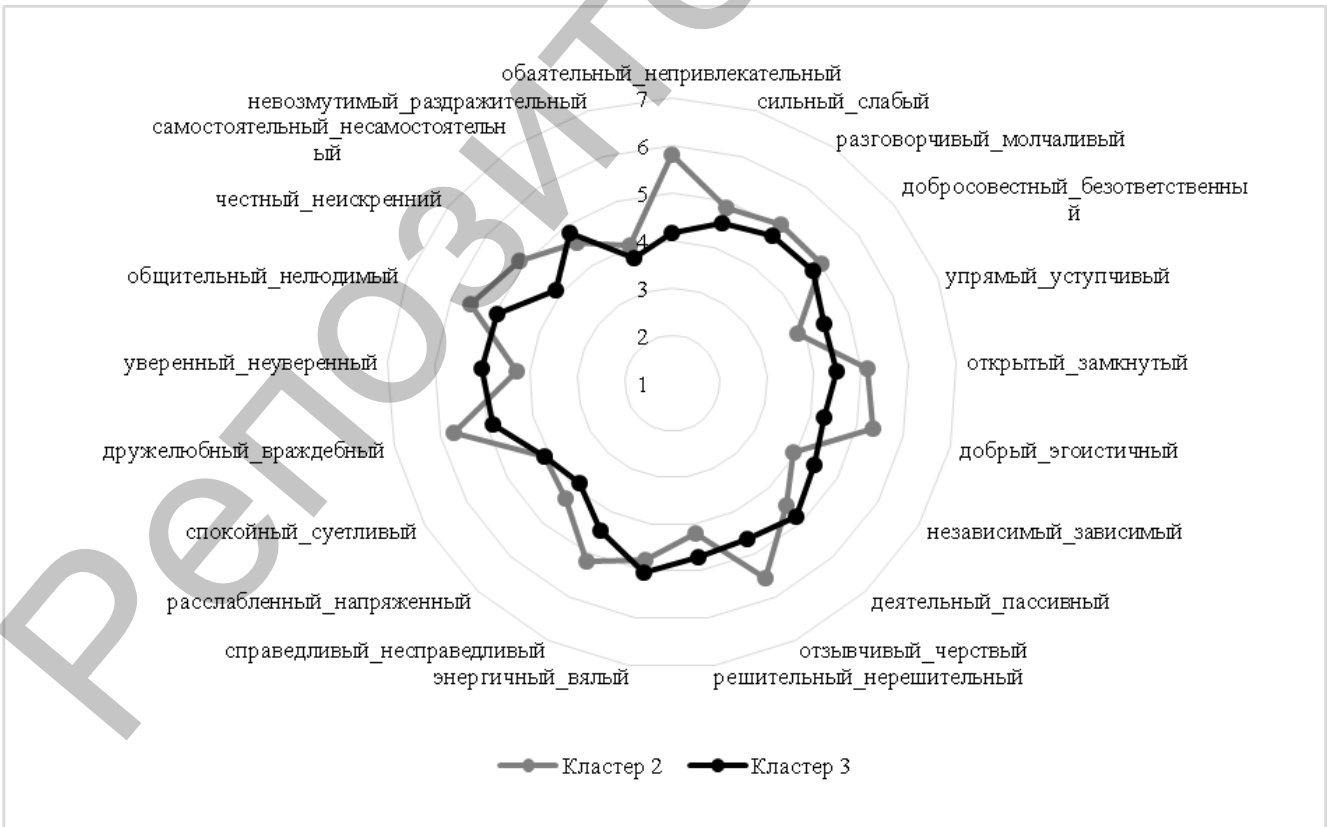 обаятельный_непривлекательный
невозмутимый_раздражительный
7
сильный_слабый
самостоятельный_несамостоятельн
ый
6
разговорчивый_молчаливый
честный_неискренний
5
добросовестный_безответственны
й
4
общительный_нелюдимый
3
упрямый_уступчивый
2
уверенный_неуверенный
1
открытый_замкнутый
дружелюбный_враждебный
добрый_эгоистичный
спокойный_суетливый
независимый_зависимый
расслабленный_напряженный
деятельный_пассивный
справедливый_несправедливый
отзывчивый_черствый
энергичный_вялый
решительный_нерешительный
Кластер 2
Кластер 3
Репозито